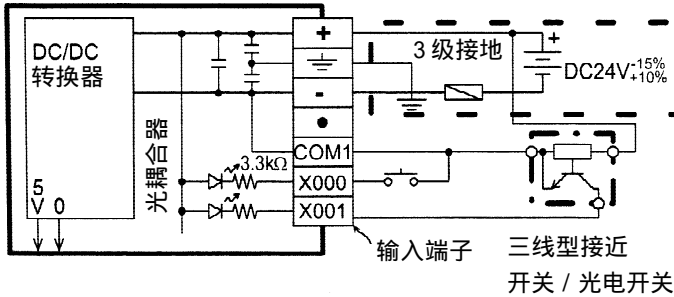 DC/DC
转换器
5
V 0
光耦合器
3.3kΩ
+
-
COM1
X000
X001
3级接地
+
DC24V -15%
+10%
输入端子
三线型接近
开关 / 光电开关